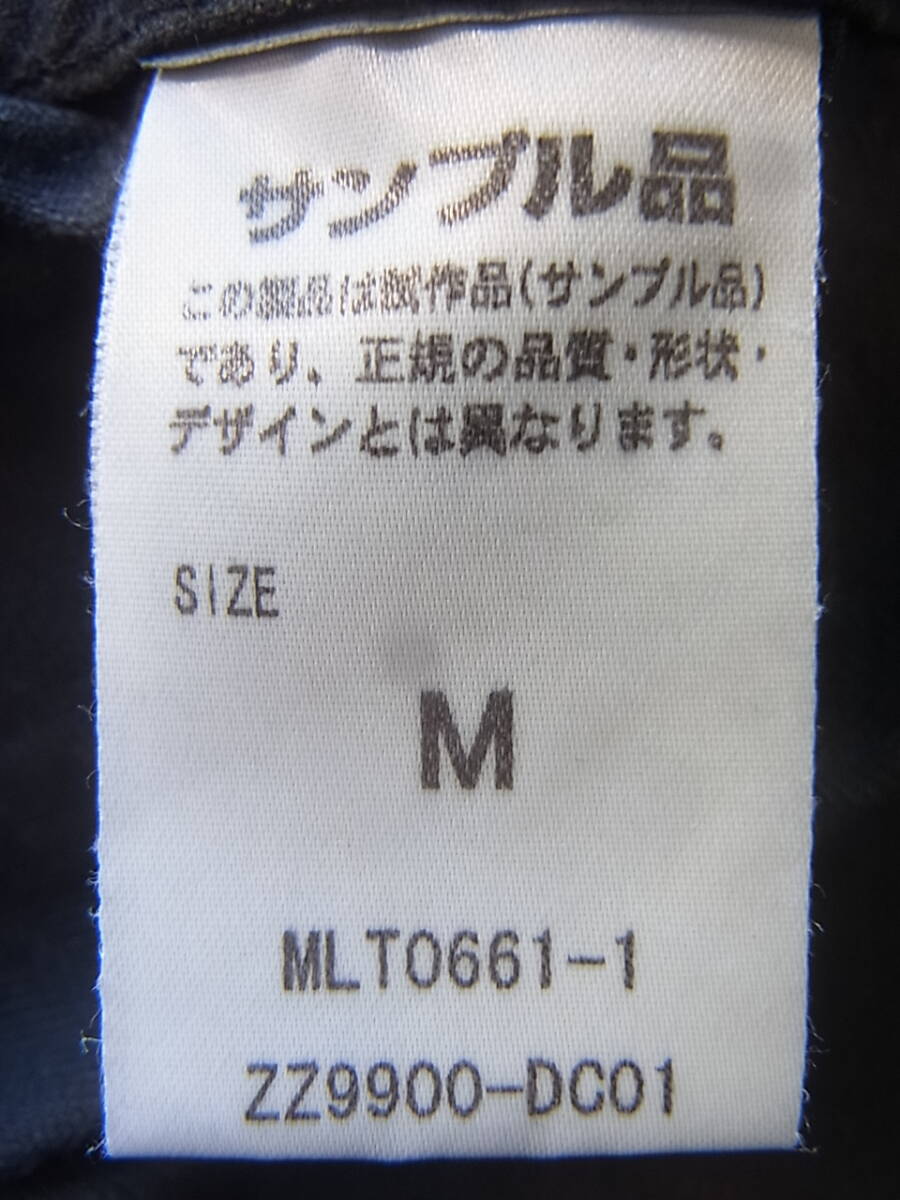 サンプル品
この製品は試作品(サンプル品)
であり、正規の品質・形状・
デザインとは異なります。
SIZE
M
MLT0661-1
ZZ9900-DC01